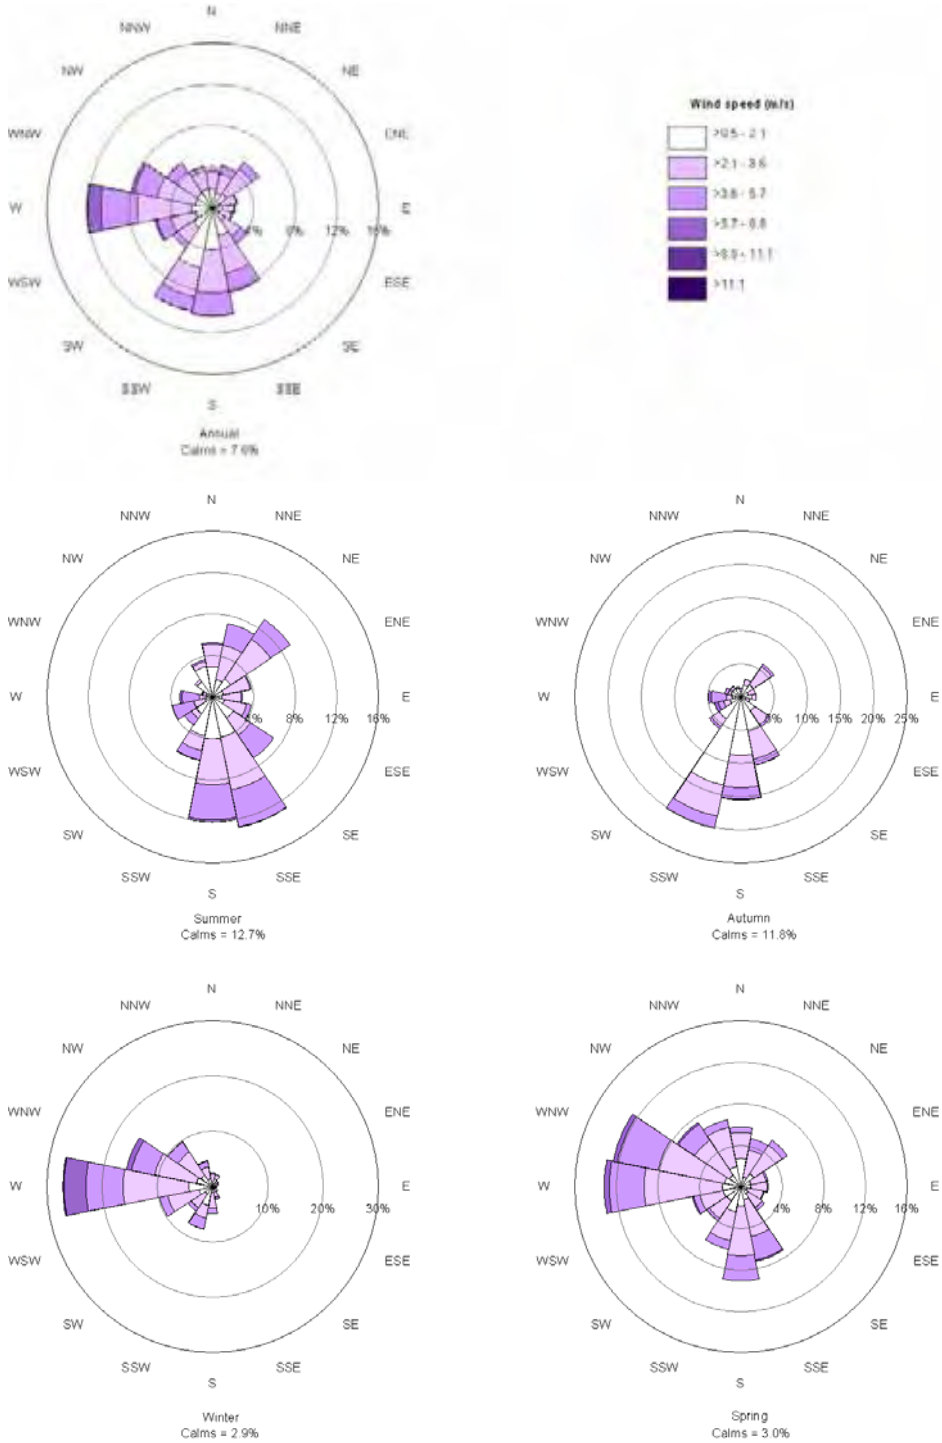 N
NNW NNE
NW NE
WNW ENE
Wind speed (m/s)
>0.5 - 2.1
>2.1 - 3.6
>3.6 - 5.7
>5.7 - 8.8
>8.8 - 11.1
>11.1
W E
4% 8% 12% 16%
WSW ESE
SW SE
SSW SSE
S
Annual
Calms = 7.6%
N N
NNW NNE NNW NNE
NW NE NW NE
WNW ENE WNW ENE
W E W E
4% 8% 12% 16% 5% 10% 15% 20% 25%
WSW ESE WSW ESE
SW SE SW SE
SSW SSE SSW SSE
S S
Summer Autumn
Calms = 12.7% Calms = 11.8%
N N
NNW NNE NNW NNE
NW NE NW NE
WNW ENE WNW ENE
W E W E
10% 20% 30% 4% 8% 12% 16%
WSW ESE WSW ESE
SW SE SW SE
SSW SSE SSW SSE
S S
Winter Spring
Calms = 2.9% Calms = 3.0%